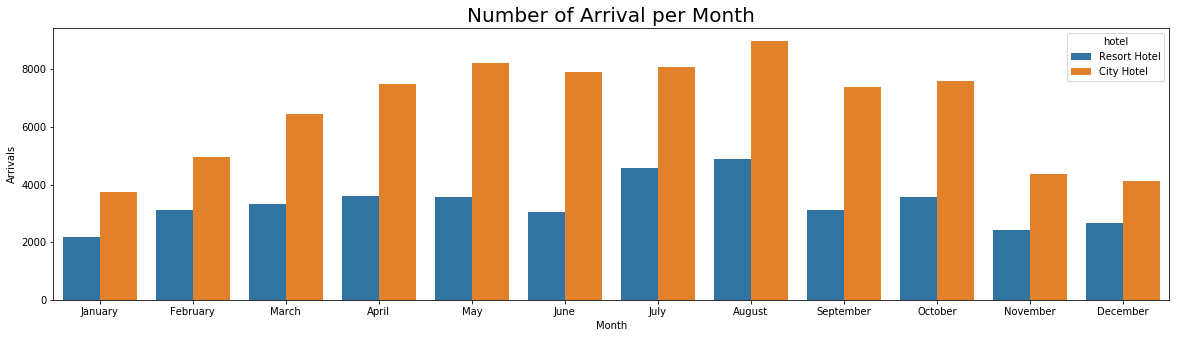 Number of Arrival per Month
hotel
Resort Hotel
City Hotel
8000
6000
4000
2000
0
Arrivals
January February March April May June July August September October November December
Month